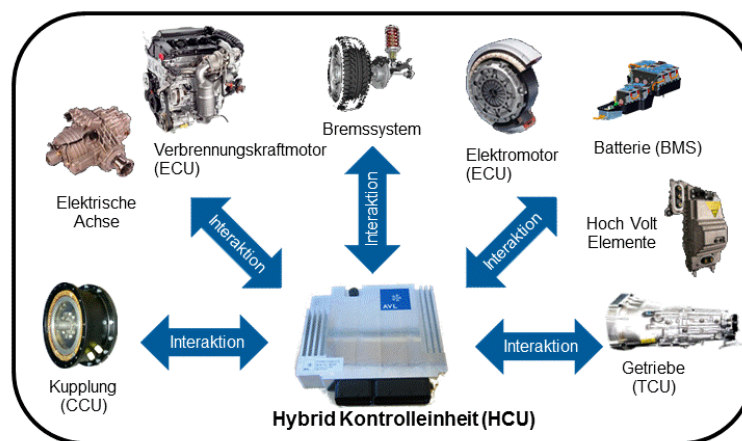 Verbrennungskraftmotor
(ECU)
Bremssystem
Elektromotor
(ECU)
Batterie (BMS)
Elektrische
Achse
Hoch Volt
Elemente
Interaktion
Interaktion
Interaktion
AVL
Kupplung
(CCU)
Interaktion
Interaktion
Getriebe
(TCU)
Hybrid Kontrolleinheit (HCU)